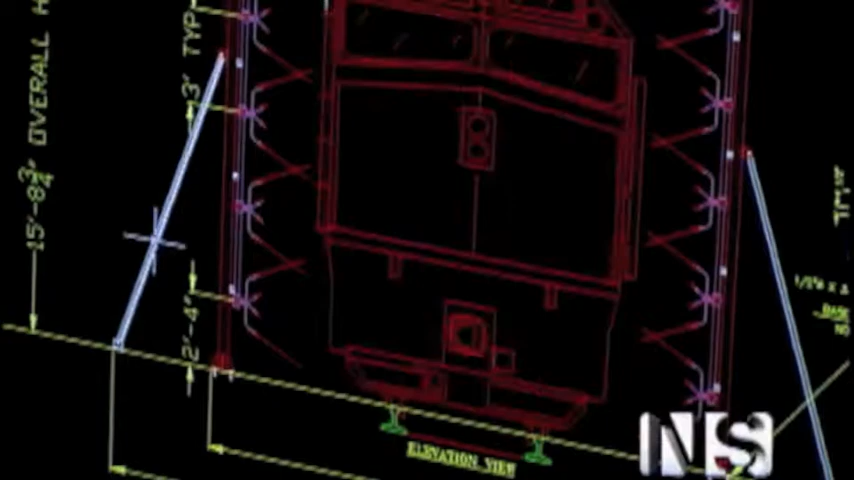 15'-8¾" OVERALL H
3' TYP
2'-4"
ELEVATION VIEW
NS